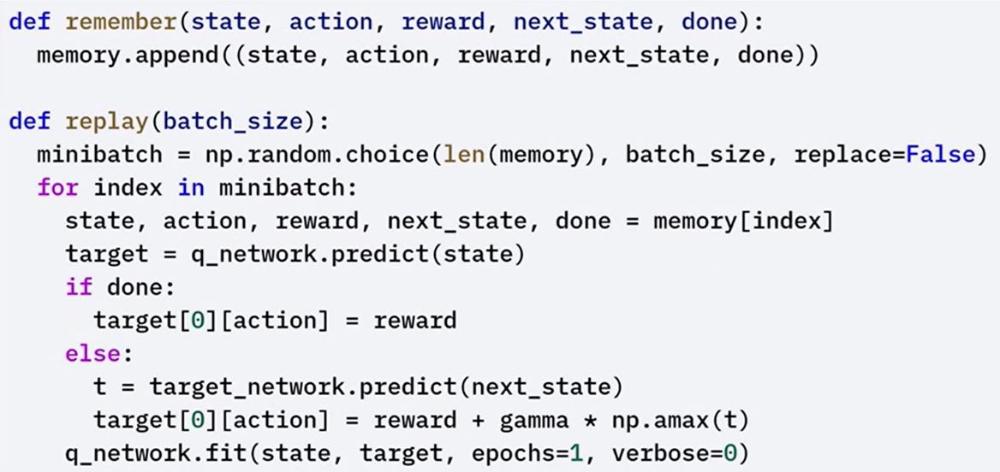 def remember(state, action, reward, next_state, done):
  memory.append((state, action, reward, next_state, done))

def replay(batch_size):
  minibatch = np.random.choice(len(memory), batch_size, replace=False)
  for index in minibatch:
    state, action, reward, next_state, done = memory[index]
    target = q_network.predict(state)
    if done:
      target[0][action] = reward
    else:
      t = target_network.predict(next_state)
      target[0][action] = reward + gamma * np.amax(t)
    q_network.fit(state, target, epochs=1, verbose=0)